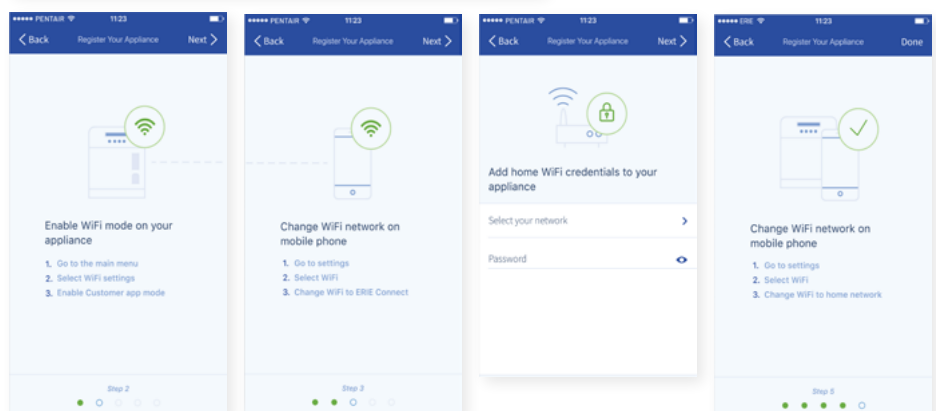 PENTAIR 11:23
Back Register Your Appliance Next
Enable WiFi mode on your
appliance
1. Go to the main menu
2. Select WiFi settings
3. Enable Customer app mode
Step 2
PENTAIR 11:23
Back Register Your Appliance Next
Change WiFi network on
mobile phone
1. Go to settings
2. Select WiFi
3. Change WiFi to ERIE Connect
Step 3
PENTAIR 11:23
Back Register Your Appliance Next
Add home WiFi credentials to your
appliance
Select your network
Password
ERIE 11:23
Back Register Your Appliance Done
Change WiFi network on
mobile phone
1. Go to settings
2. Select WiFi
3. Change WiFi to home network
Step 5